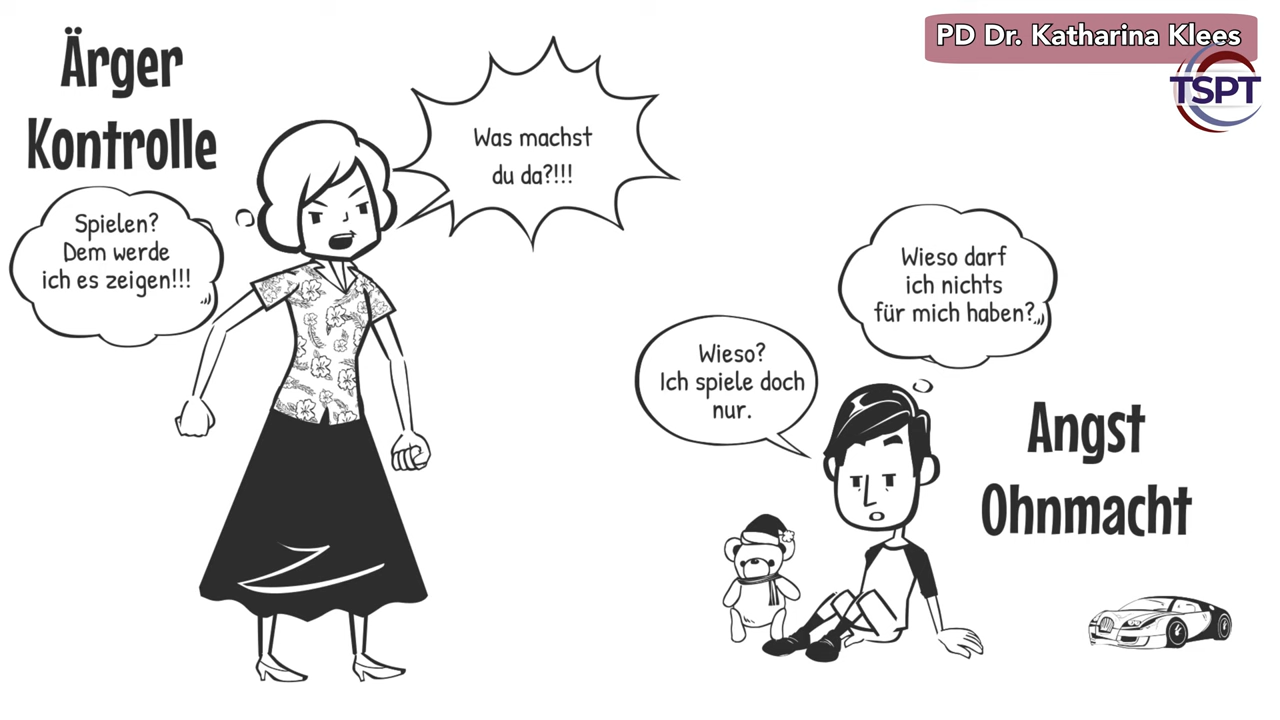 Ärger
Kontrolle
Spielen?
Dem werde
ich es zeigen!!!
Was machst
du da?!!!
PD Dr. Katharina Klees
TSPT
Wieso?
Ich spiele doch
nur.
Wieso darf
ich nichts
für mich haben?
Angst
Ohnmacht